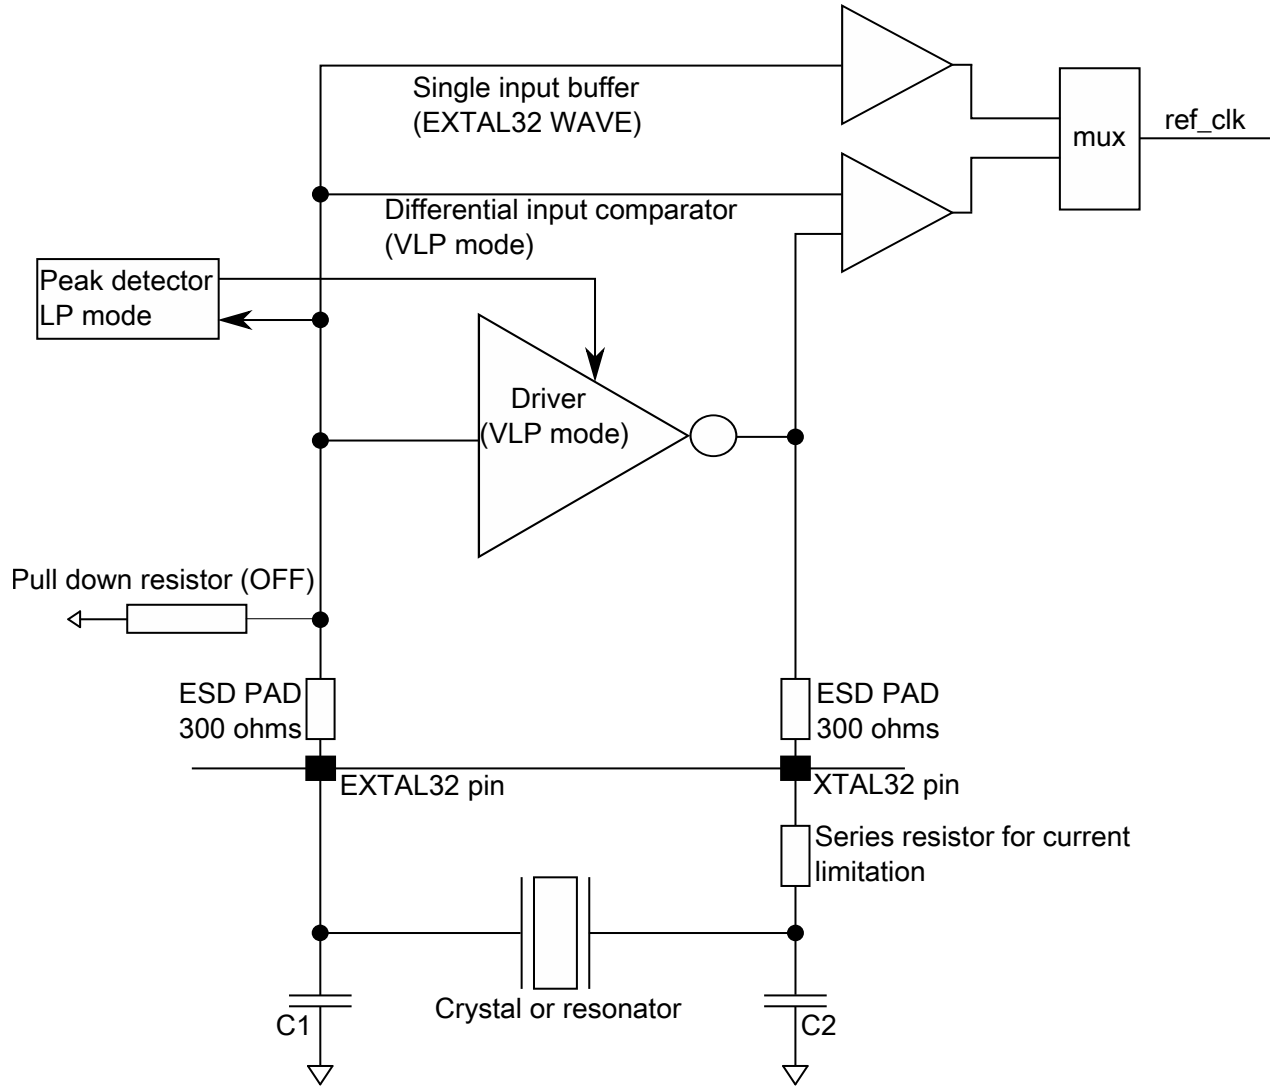 Single input buffer
(EXTAL32 WAVE)
ref_clk
mux
Differential input comparator
(VLP mode)
Peak detector
LP mode
Driver
(VLP mode)
Pull down resistor (OFF)
ESD PAD
300 ohms
ESD PAD
300 ohms
EXTAL32 pin
XTAL32 pin
Series resistor for current
limitation
Crystal or resonator
C1
C2